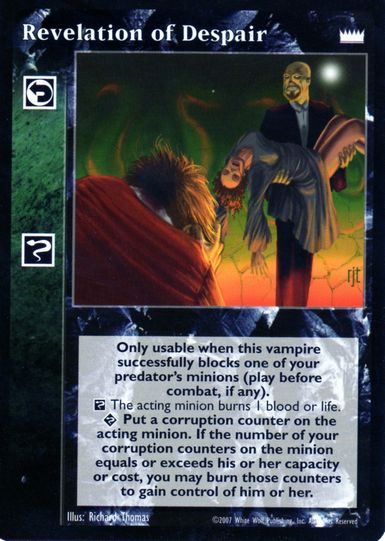 Revelation of Despair
rjt
Only usable when this vampire
successfully blocks one of your
predator's minions (play before
combat, if any).
The acting minion burns 1 blood or life.
Put a corruption counter on the
acting minion. If the number of your
corruption counters on the minion
equals or exceeds his or her capacity
or cost, you may burn those counters
to gain control of him or her.
Illus: Richard Thomas
©2007 White Wolf Publishing, Inc. All Rights Reserved